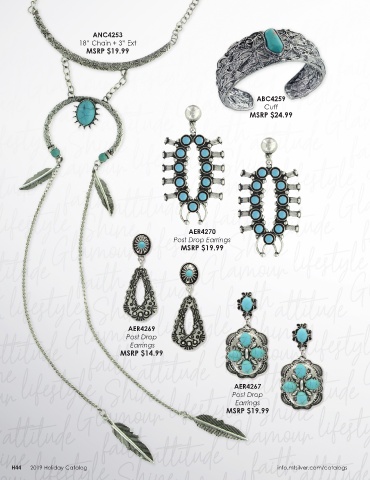 ANC4253
18" Chain + 3" Ext
MSRP $19.99
ABC4259
Cuff
MSRP $24.99
AER4270
Post Drop Earrings
MSRP $19.99
AER4269
Post Drop
Earrings
MSRP $14.99
AER4267
Post Drop
Earrings
MSRP $19.99
H44 2019 Holiday Catalog
info.mtsilver.com/catalogs